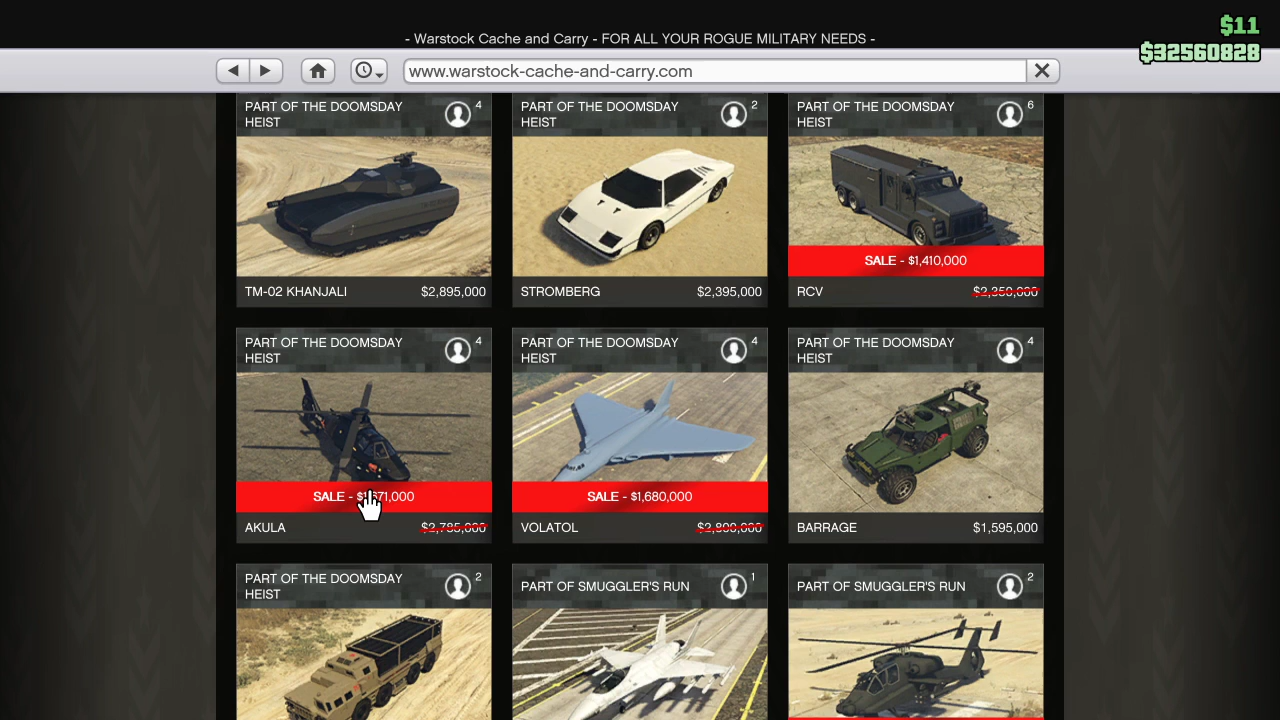 $11
- Warstock Cache and Carry - FOR ALL YOUR ROGUE MILITARY NEEDS -
$32560828
www.warstock-cache-and-carry.com
PART OF THE DOOMSDAY
HEIST
4
PART OF THE DOOMSDAY
HEIST
2
PART OF THE DOOMSDAY
HEIST
6
SALE - $1,410,000
TM-02 KHANJALI
$2,895,000
STROMBERG
$2,395,000
RCV
$2,350,000
PART OF THE DOOMSDAY
HEIST
4
PART OF THE DOOMSDAY
HEIST
4
PART OF THE DOOMSDAY
HEIST
4
SALE - $1,671,000
SALE - $1,680,000
AKULA
$2,785,000
VOLATOL
$2,800,000
BARRAGE
$1,595,000
PART OF THE DOOMSDAY
HEIST
2
PART OF SMUGGLER'S RUN
1
PART OF SMUGGLER'S RUN
2